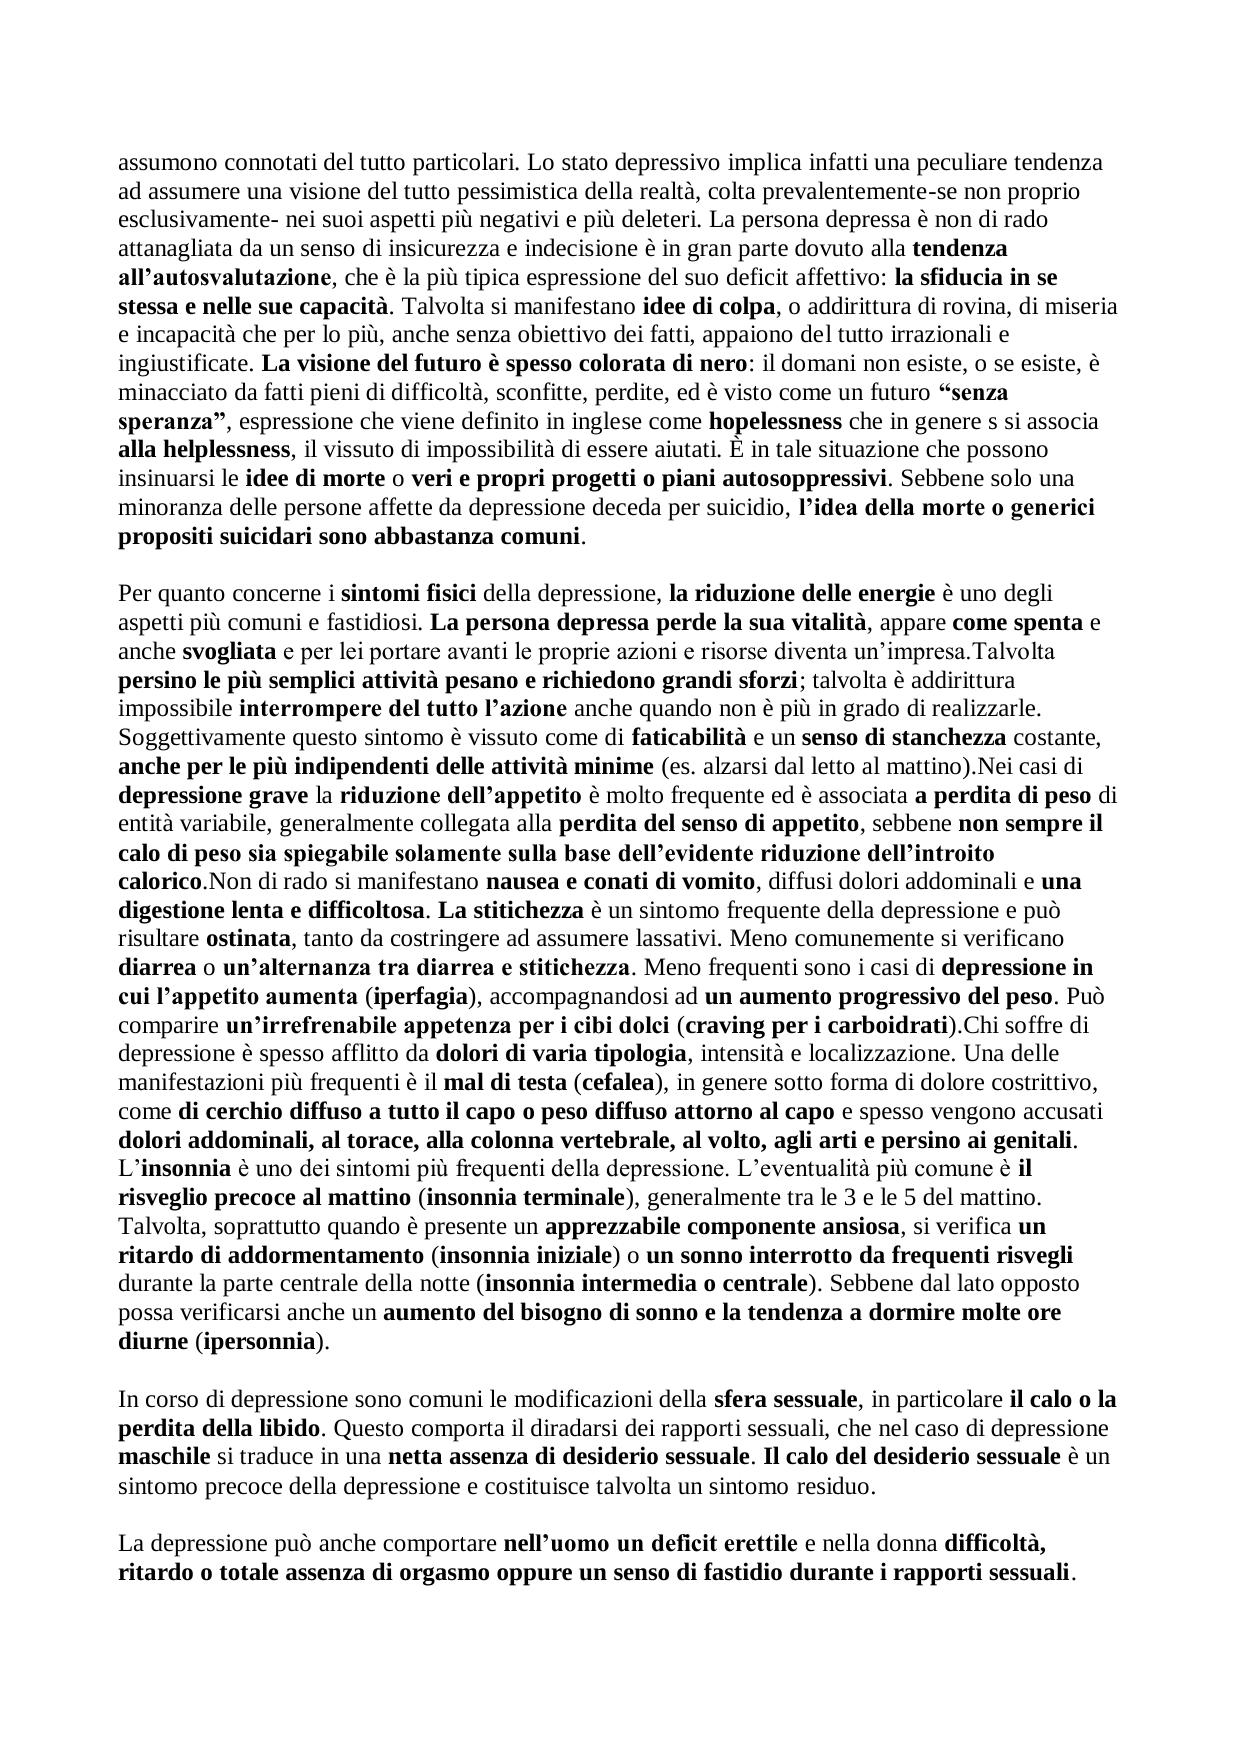 assumono connotati del tutto particolari. Lo stato depressivo implica infatti una peculiare tendenza
ad assumere una visione del tutto pessimistica della realtà, colta prevalentemente-se non proprio
esclusivamente- nei suoi aspetti più negativi e più deleteri. La persona depressa è non di rado
attanagliata da un senso di insicurezza e indecisione è in gran parte dovuto alla tendenza
all’autosvalutazione, che è la più tipica espressione del suo deficit affettivo: la sfiducia in se
stessa e nelle sue capacità. Talvolta si manifestano idee di colpa, o addirittura di rovina, di miseria
e incapacità che per lo più, anche senza obiettivo dei fatti, appaiono del tutto irrazionali e
ingiustificate. La visione del futuro è spesso colorata di nero: il domani non esiste, o se esiste, è
minacciato da fatti pieni di difficoltà, sconfitte, perdite, ed è visto come un futuro “senza
speranza”, espressione che viene definito in inglese come hopelessness che in genere s si associa
alla helplessness, il vissuto di impossibilità di essere aiutati. È in tale situazione che possono
insinuarsi le idee di morte o veri e propri progetti o piani autosoppressivi. Sebbene solo una
minoranza delle persone affette da depressione deceda per suicidio, l’idea della morte o generici
propositi suicidari sono abbastanza comuni.
Per quanto concerne i sintomi fisici della depressione, la riduzione delle energie è uno degli
aspetti più comuni e fastidiosi. La persona depressa perde la sua vitalità, appare come spenta e
anche svogliata e per lei portare avanti le proprie azioni e risorse diventa un’impresa.Talvolta
persino le più semplici attività pesano e richiedono grandi sforzi; talvolta è addirittura
impossibile interrompere del tutto l’azione anche quando non è più in grado di realizzarle.
Soggettivamente questo sintomo è vissuto come di faticabilità e un senso di stanchezza costante,
anche per le più indipendenti delle attività minime (es. alzarsi dal letto al mattino).Nei casi di
depressione grave la riduzione dell’appetito è molto frequente ed è associata a perdita di peso di
entità variabile, generalmente collegata alla perdita del senso di appetito, sebbene non sempre il
calo di peso sia spiegabile solamente sulla base dell’evidente riduzione dell’introito
calorico.Non di rado si manifestano nausea e conati di vomito, diffusi dolori addominali e una
digestione lenta e difficoltosa. La stitichezza è un sintomo frequente della depressione e può
risultare ostinata, tanto da costringere ad assumere lassativi. Meno comunemente si verificano
diarrea o un’alternanza tra diarrea e stitichezza. Meno frequenti sono i casi di depressione in
cui l’appetito aumenta (iperfagia), accompagnandosi ad un aumento progressivo del peso. Può
comparire un’irrefrenabile appetenza per i cibi dolci (craving per i carboidrati).Chi soffre di
depressione è spesso afflitto da dolori di varia tipologia, intensità e localizzazione. Una delle
manifestazioni più frequenti è il mal di testa (cefalea), in genere sotto forma di dolore costrittivo,
come di cerchio diffuso a tutto il capo o peso diffuso attorno al capo e spesso vengono accusati
dolori addominali, al torace, alla colonna vertebrale, al volto, agli arti e persino ai genitali.
L’insonnia è uno dei sintomi più frequenti della depressione. L’eventualità più comune è il
risveglio precoce al mattino (insonnia terminale), generalmente tra le 3 e le 5 del mattino.
Talvolta, soprattutto quando è presente un apprezzabile componente ansiosa, si verifica un
ritardo di addormentamento (insonnia iniziale) o un sonno interrotto da frequenti risvegli
durante la parte centrale della notte (insonnia intermedia o centrale). Sebbene dal lato opposto
possa verificarsi anche un aumento del bisogno di sonno e la tendenza a dormire molte ore
diurne (ipersonnia).
In corso di depressione sono comuni le modificazioni della sfera sessuale, in particolare il calo o la
perdita della libido. Questo comporta il diradarsi dei rapporti sessuali, che nel caso di depressione
maschile si traduce in una netta assenza di desiderio sessuale. Il calo del desiderio sessuale è un
sintomo precoce della depressione e costituisce talvolta un sintomo residuo.
La depressione può anche comportare nell’uomo un deficit erettile e nella donna difficoltà,
ritardo o totale assenza di orgasmo oppure un senso di fastidio durante i rapporti sessuali.